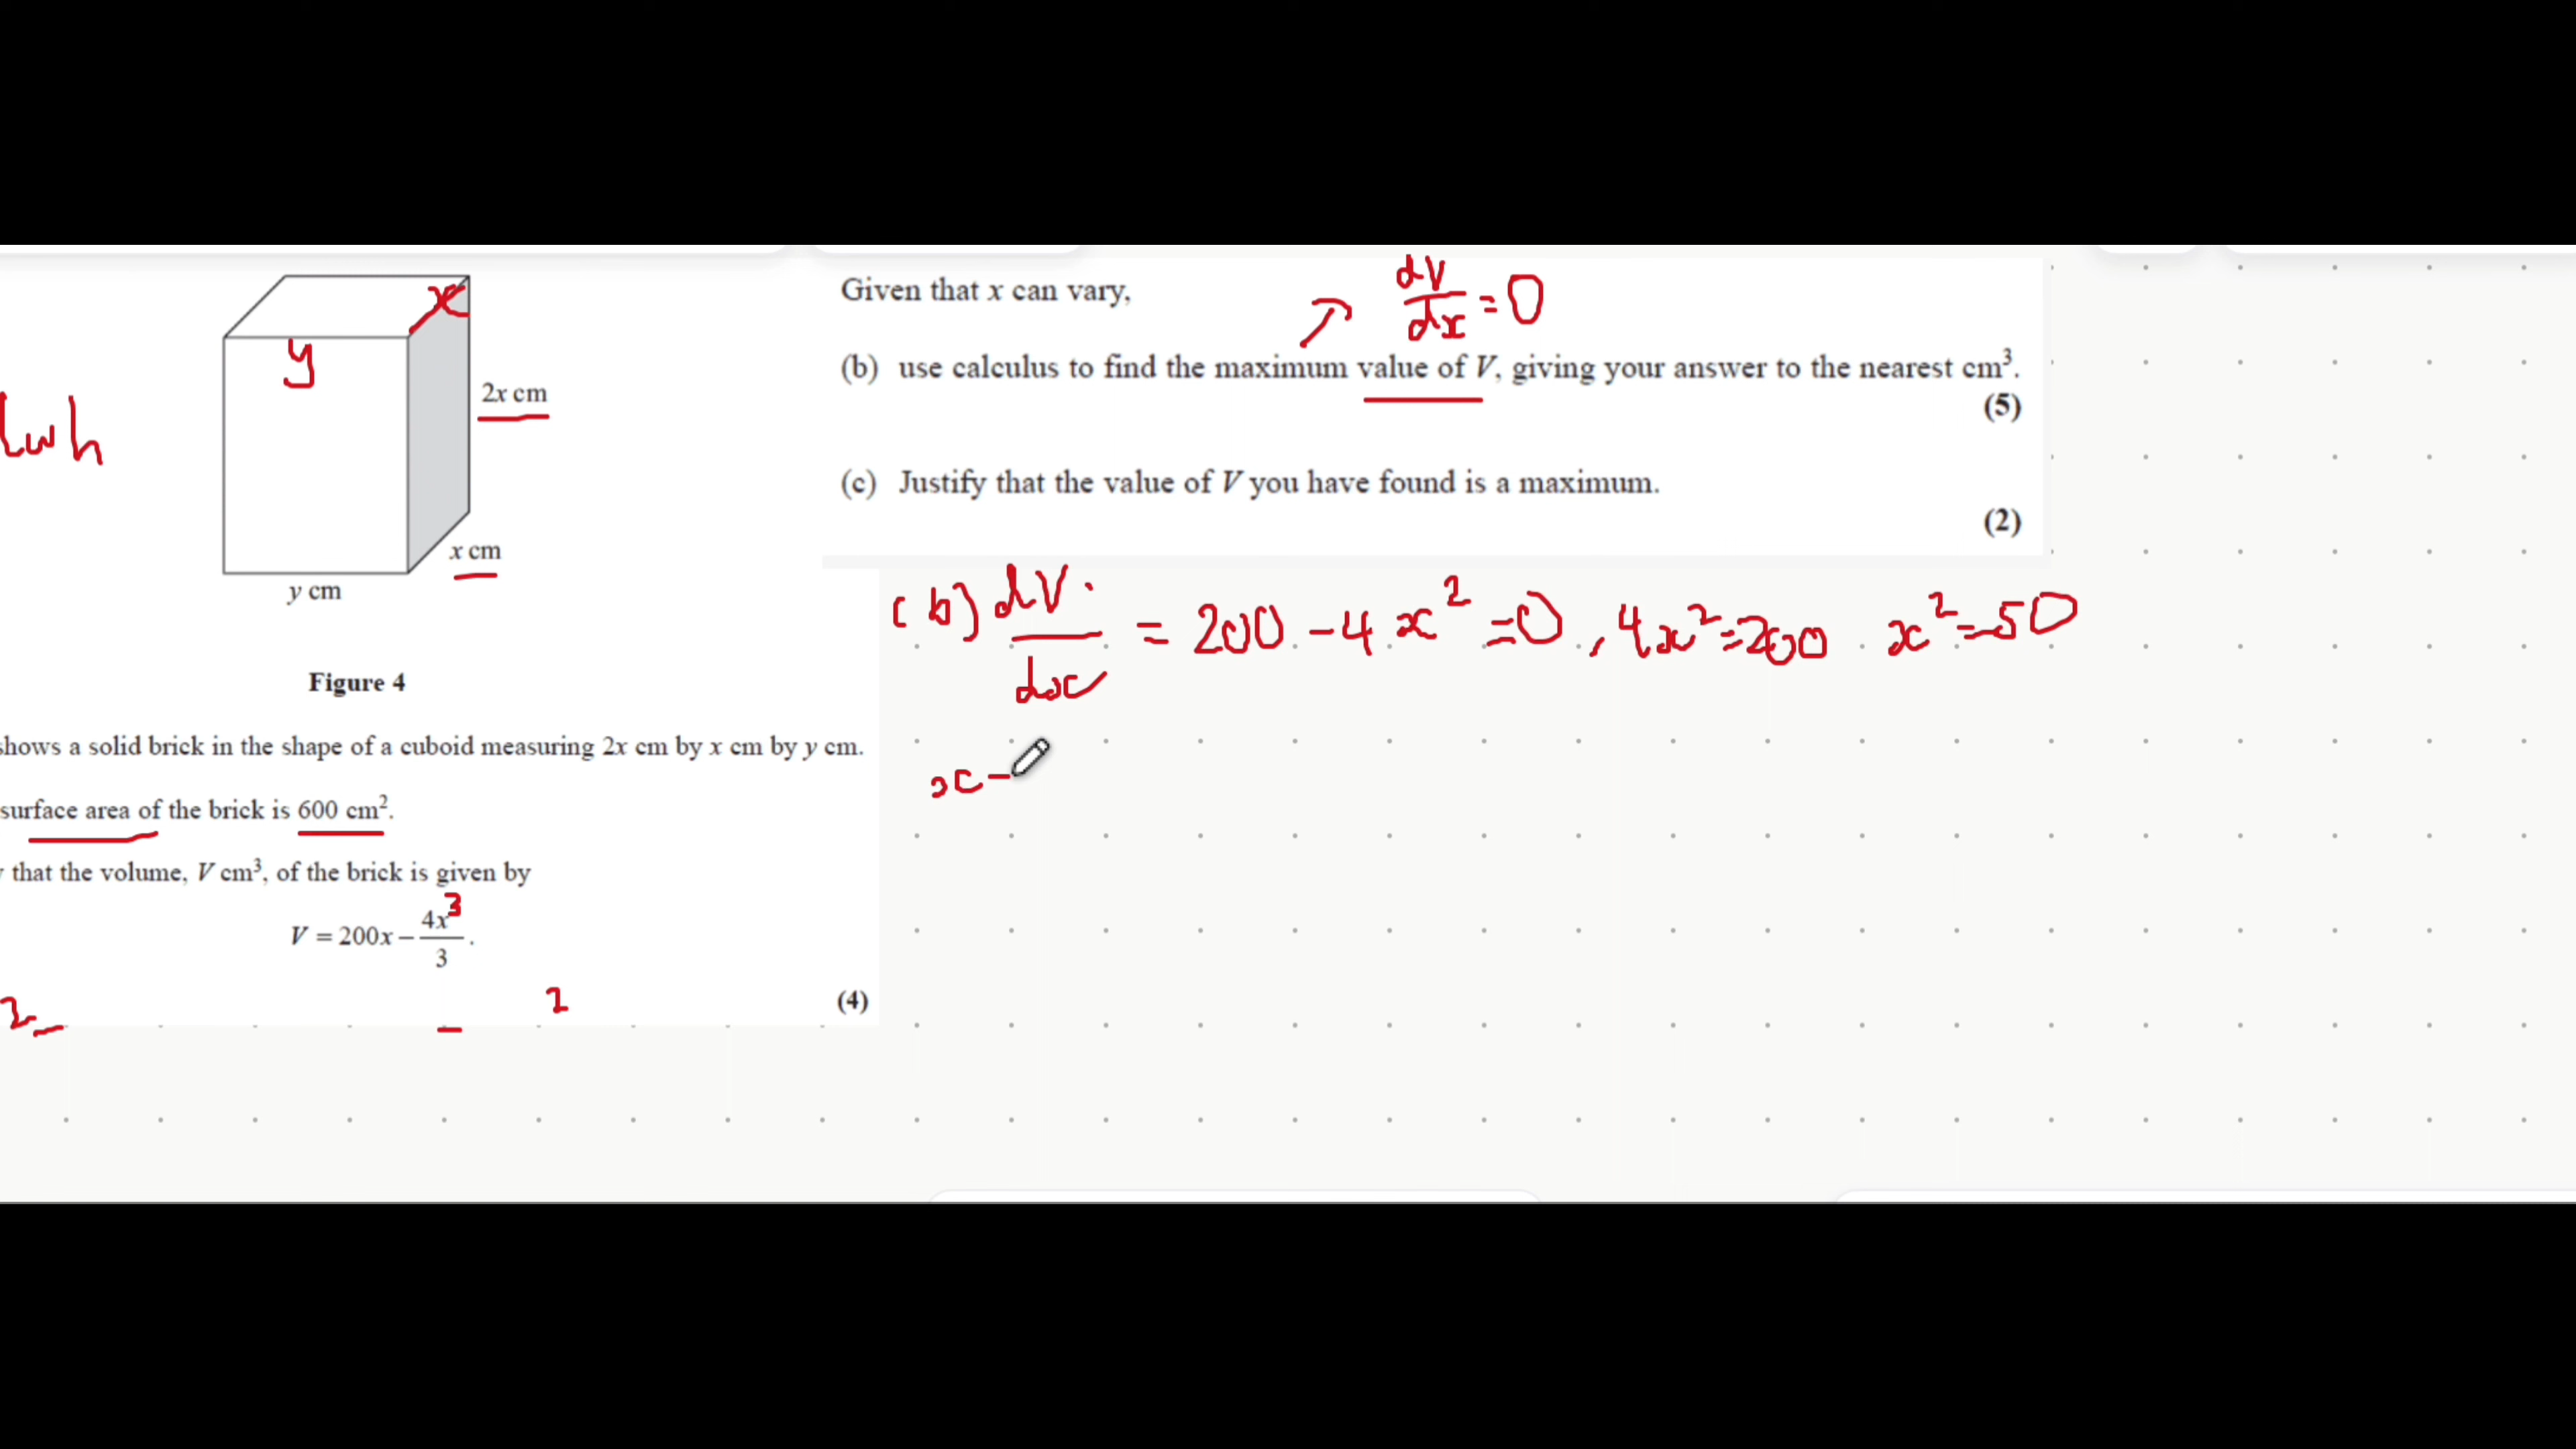 x
y
2x cm
lwh
x cm
y cm
Figure 4
shows a solid brick in the shape of a cuboid measuring 2x cm by x cm by y cm.
surface area of the brick is 600 cm².
that the volume, V cm³, of the brick is given by
V = 200x − 4x³/3.
(4)
2
2
Given that x can vary,
dV/dx = 0
(b) use calculus to find the maximum value of V, giving your answer to the nearest cm³.
(5)
(c) Justify that the value of V you have found is a maximum.
(2)
(b) dV/dx = 200 − 4x² = 0, 4x² = 200 x² = 50
x −